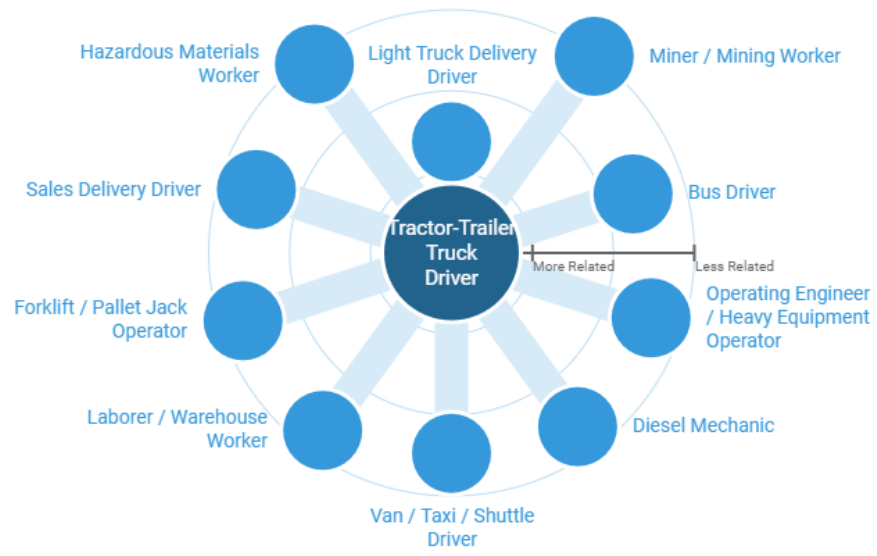 Hazardous Materials
Worker
Light Truck Delivery
Driver
Miner / Mining Worker
Sales Delivery Driver
Bus Driver
Tractor-Trailer
Truck
Driver
More Related
Less Related
Forklift / Pallet Jack
Operator
Operating Engineer
/ Heavy Equipment
Operator
Laborer / Warehouse
Worker
Diesel Mechanic
Van / Taxi / Shuttle
Driver